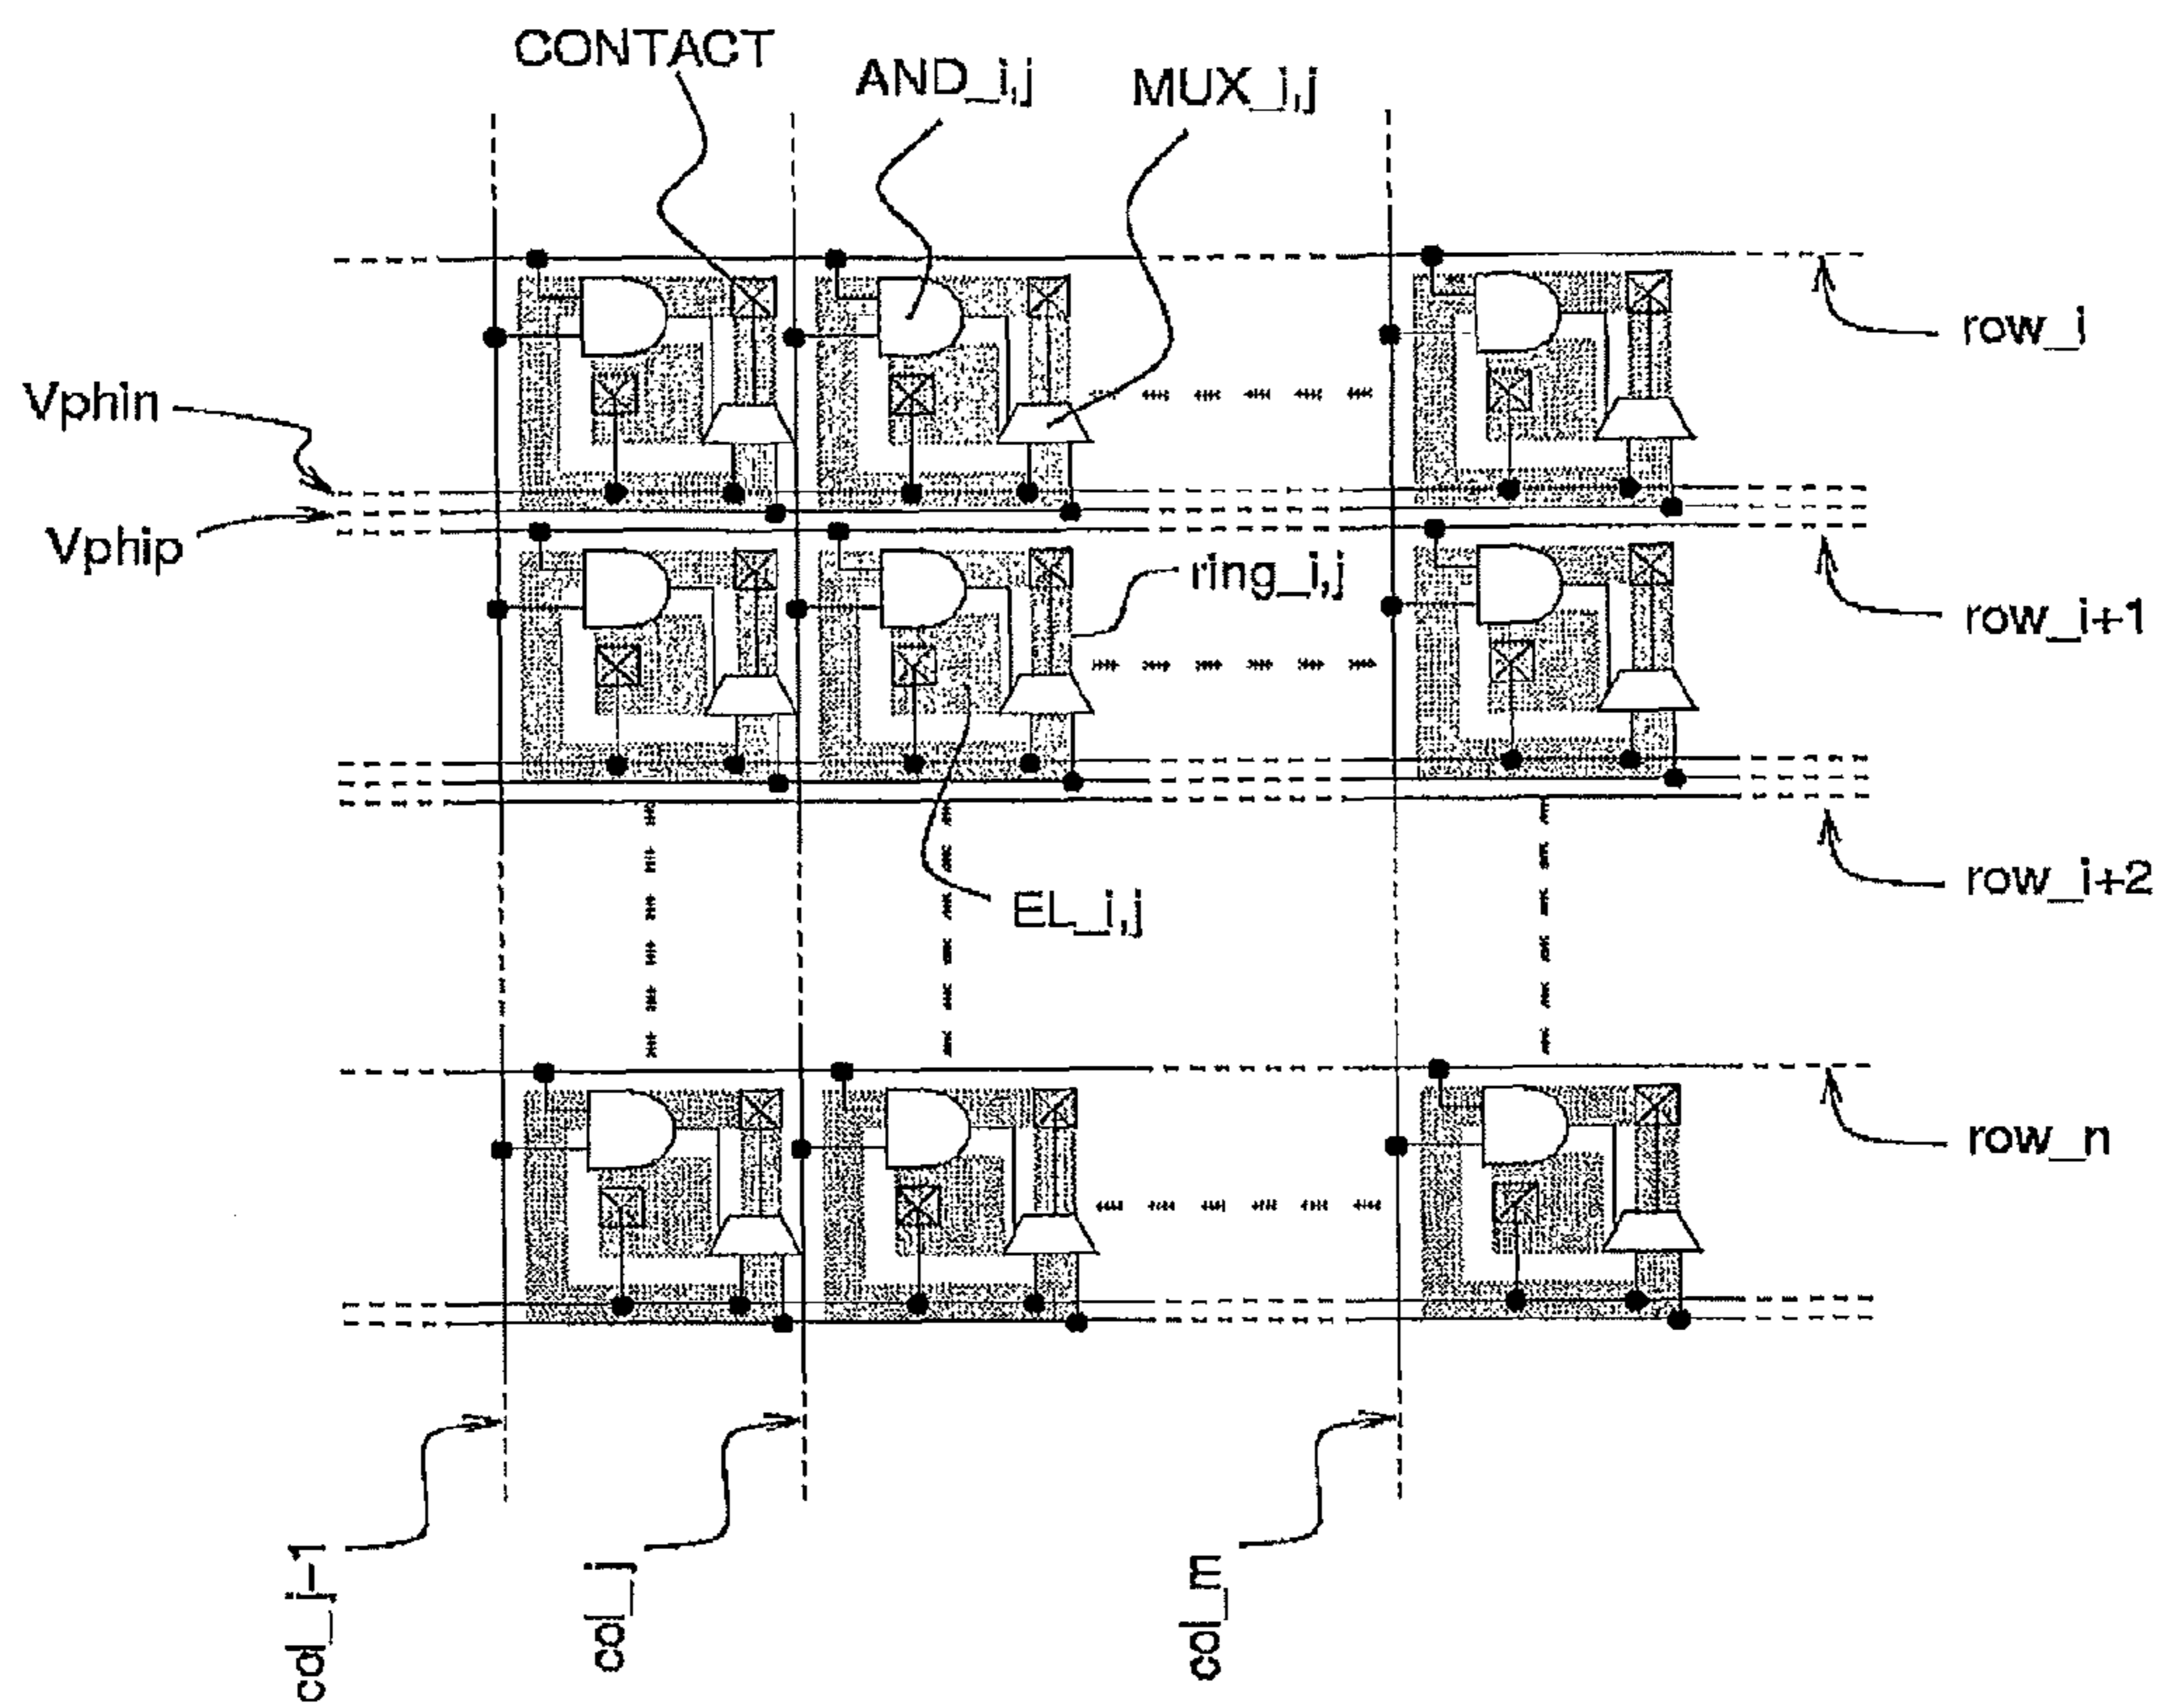 CONTACT
AND_i,j
MUX_i,j
row_i
Vphin
Vphip
ring_i,j
row_i+1
row_i+2
EL_i,j
row_n
col_j-1
col_j
col_m